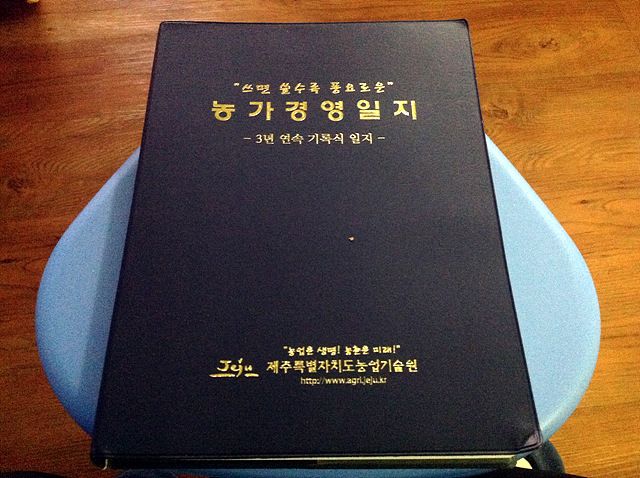 "쓰면 쓸수록 풍요로운"
농가경영일지
- 3년 연속 기록식 일지 -
"농업은 생명! 농촌은 미래!"
Jeju 제주특별자치도농업기술원
http://www.agri.jeju.kr